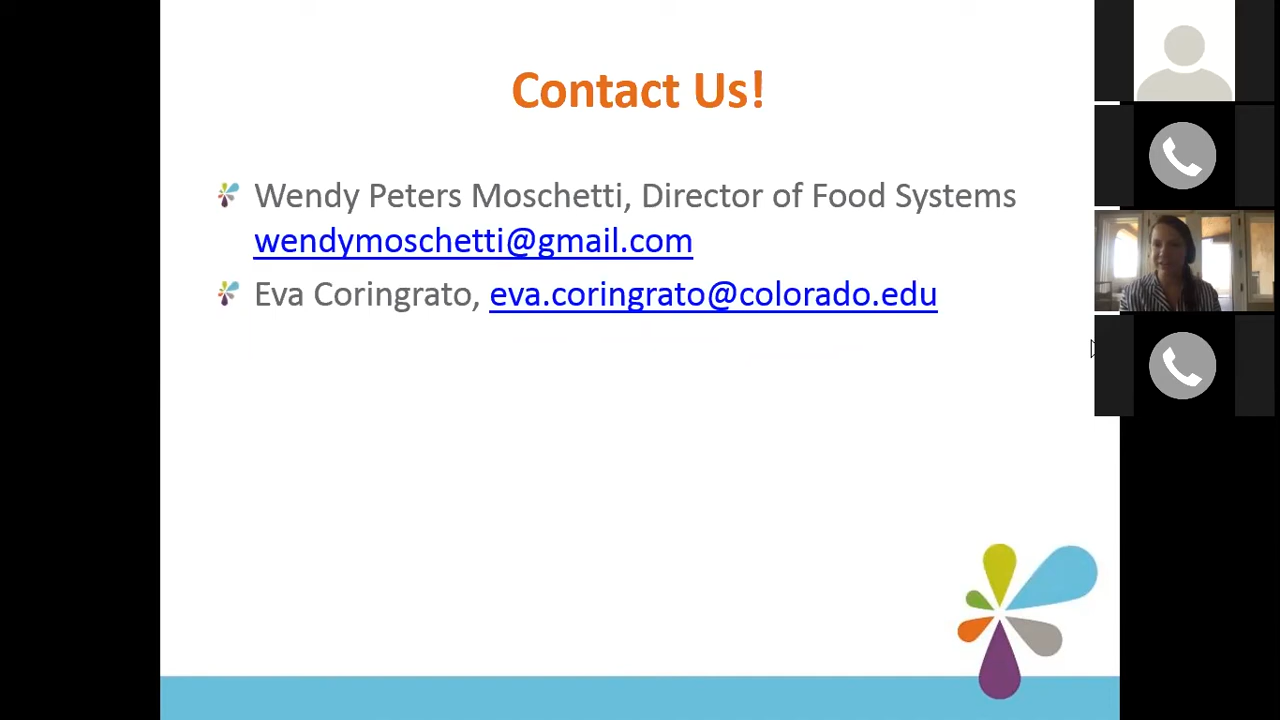 Contact Us!
Wendy Peters Moschetti, Director of Food Systems
wendymoschetti@gmail.com
Eva Coringrato, eva.coringrato@colorado.edu